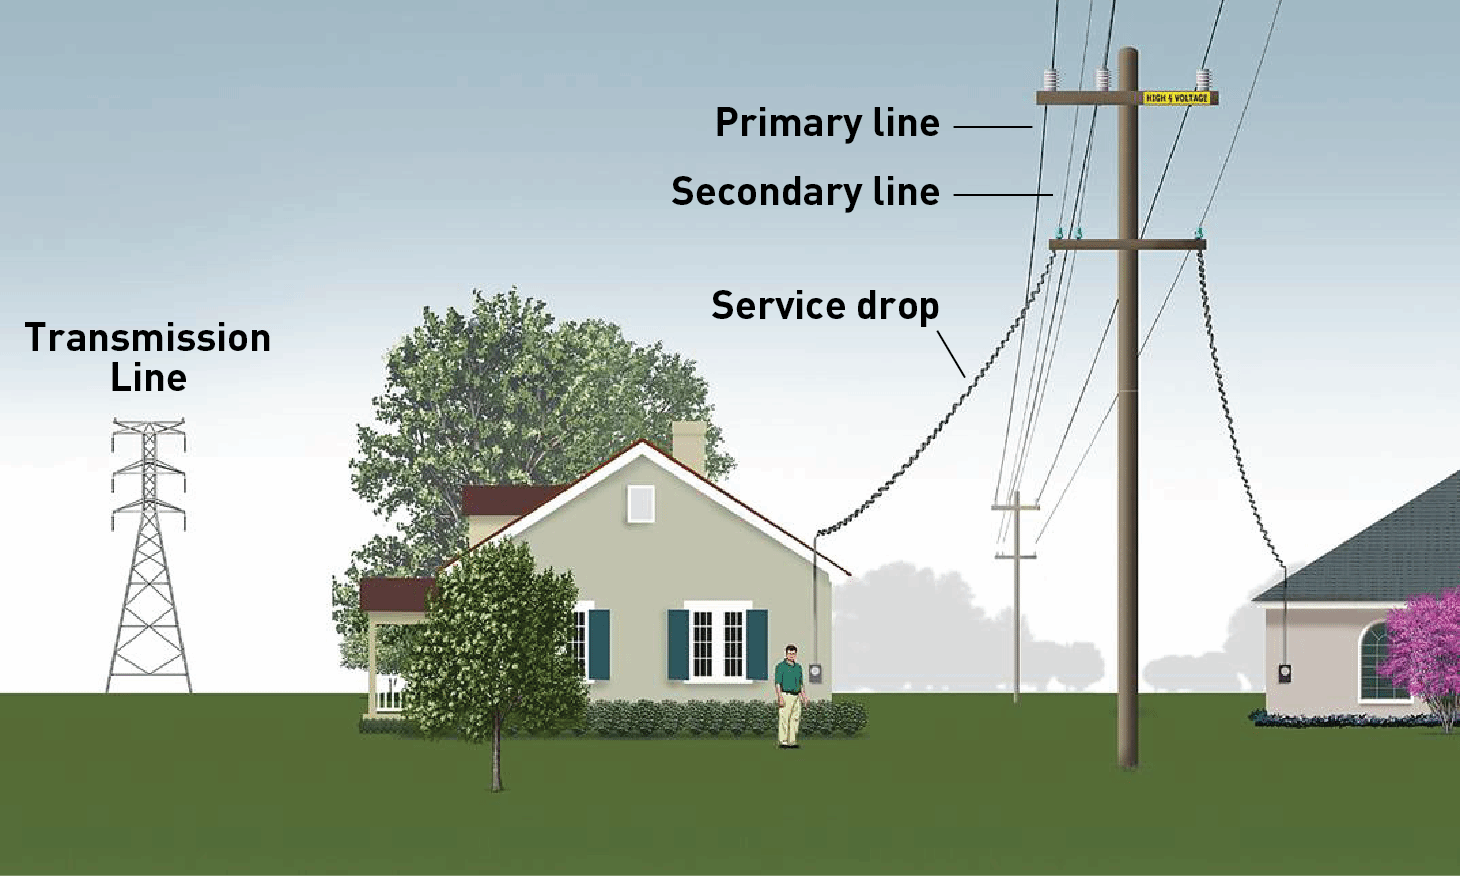 Primary line
HIGH VOLTAGE
Secondary line
Service drop
Transmission
Line